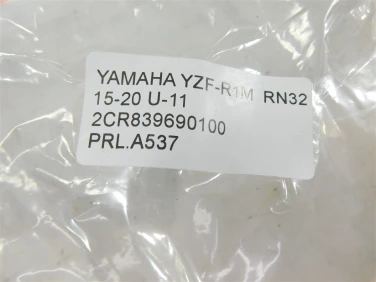 YAMAHA YZF-R1M RN32
15-20 U-11
2CR839690100
PRL.A537